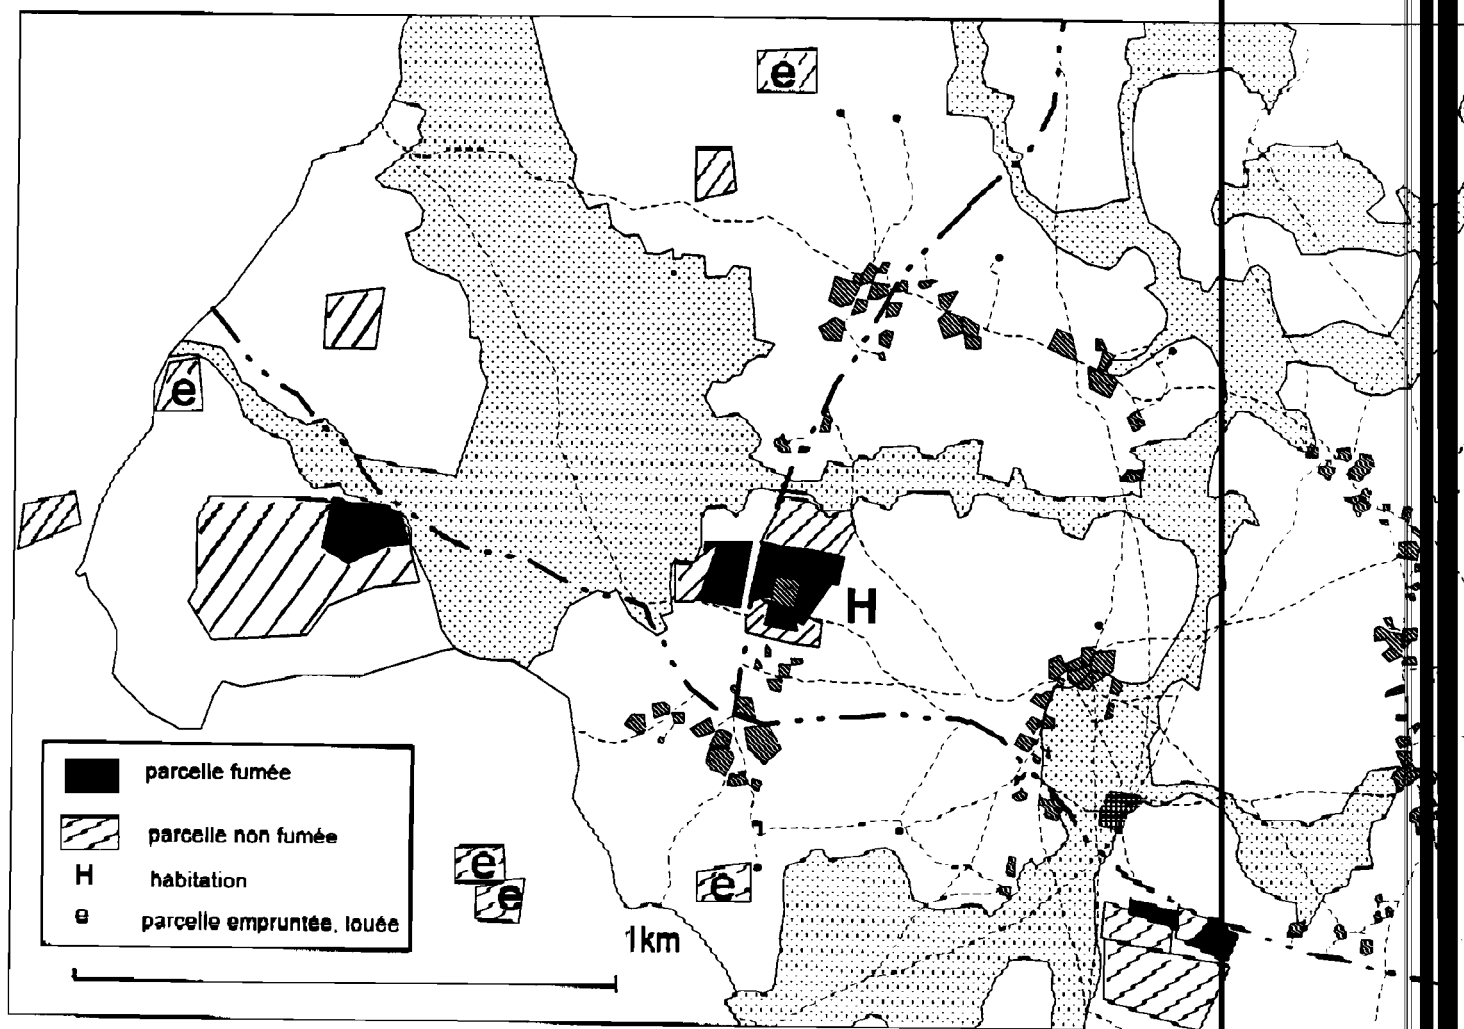 e
e
H
parcelle fumée
parcelle non fumée
H habitation
e parcelle empruntée, louée
e
e
e
1km